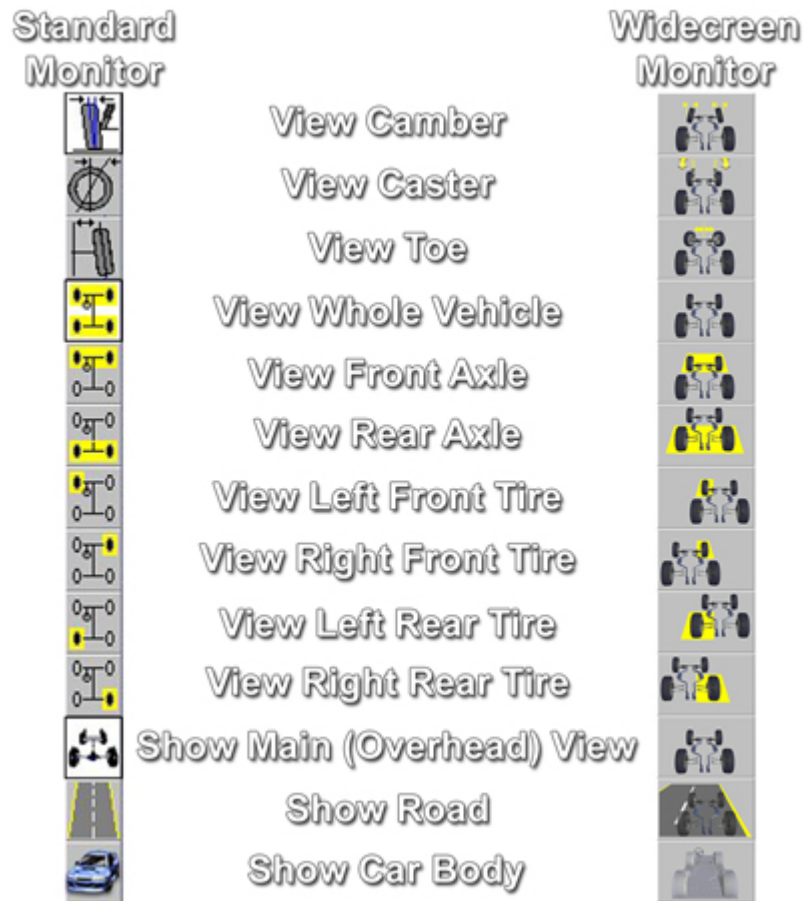 Standard Monitor
Widecreen Monitor
View Camber
View Caster
View Toe
View Whole Vehicle
View Front Axle
View Rear Axle
View Left Front Tire
View Right Front Tire
View Left Rear Tire
View Right Rear Tire
Show Main (Overhead) View
Show Road
Show Car Body